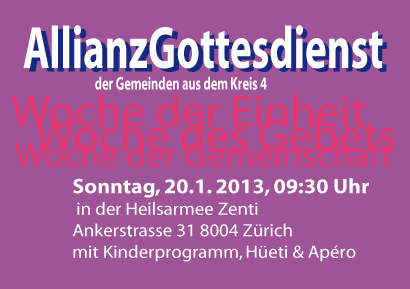 AllianzGottesdienst
der Gemeinden aus dem Kreis 4
Woche der Einheit
Woche des Gebets
Woche der Gemeinschaft
Sonntag, 20.1. 2013, 09:30 Uhr
in der Heilsarmee Zenti
Ankerstrasse 31 8004 Zürich
mit Kinderprogramm, Hüeti & Apéro